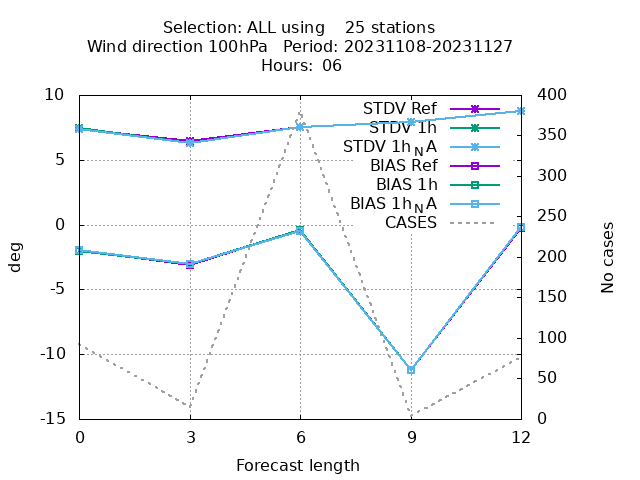 Selection: ALL using 25 stations
Wind direction 100hPa Period: 20231108-20231127
Hours: 06
10
5
0
-5
-10
-15
deg
400
350
300
250
200
150
100
50
0
No cases
STDV Ref
STDV 1h
STDV 1h_N A
BIAS Ref
BIAS 1h
BIAS 1h_N A
CASES
0 3 6 9 12
Forecast length